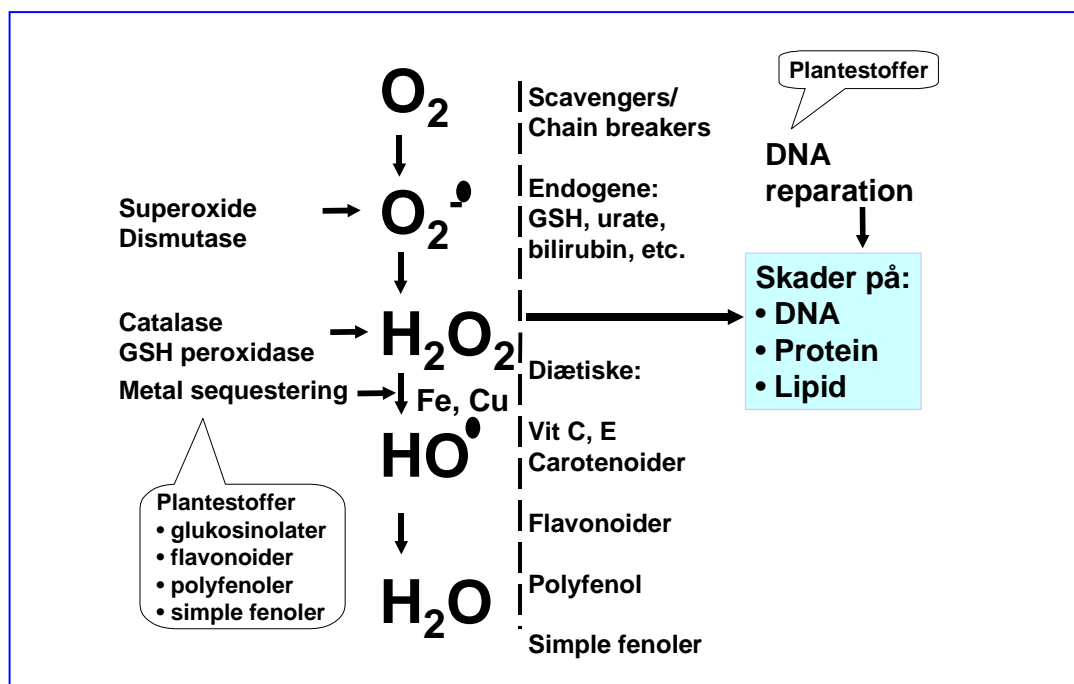 O₂
O₂⁻•
H₂O₂
Fe, Cu
HO•
H₂O
Superoxide
Dismutase
Catalase
GSH peroxidase
Metal sequestering
Plantestoffer
• glukosinolater
• flavonoider
• polyfenoler
• simple fenoler
Scavengers/
Chain breakers
Endogene:
GSH, urate,
bilirubin, etc.
Diætiske:
Vit C, E
Carotenoider
Flavonoider
Polyfenol
Simple fenoler
Plantestoffer
DNA
reparation
Skader på:
• DNA
• Protein
• Lipid